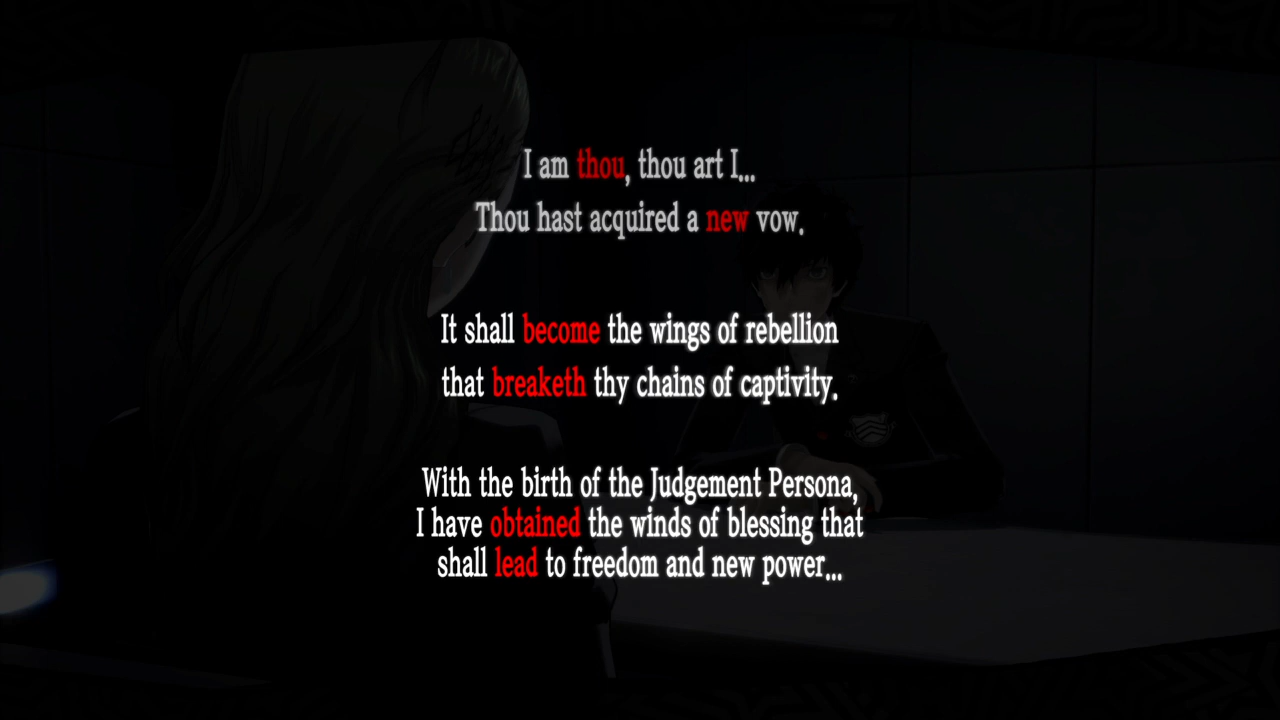 I am thou, thou art I...
Thou hast acquired a new vow.
It shall become the wings of rebellion
that breaketh thy chains of captivity.
With the birth of the Judgement Persona,
I have obtained the winds of blessing that
shall lead to freedom and new power...